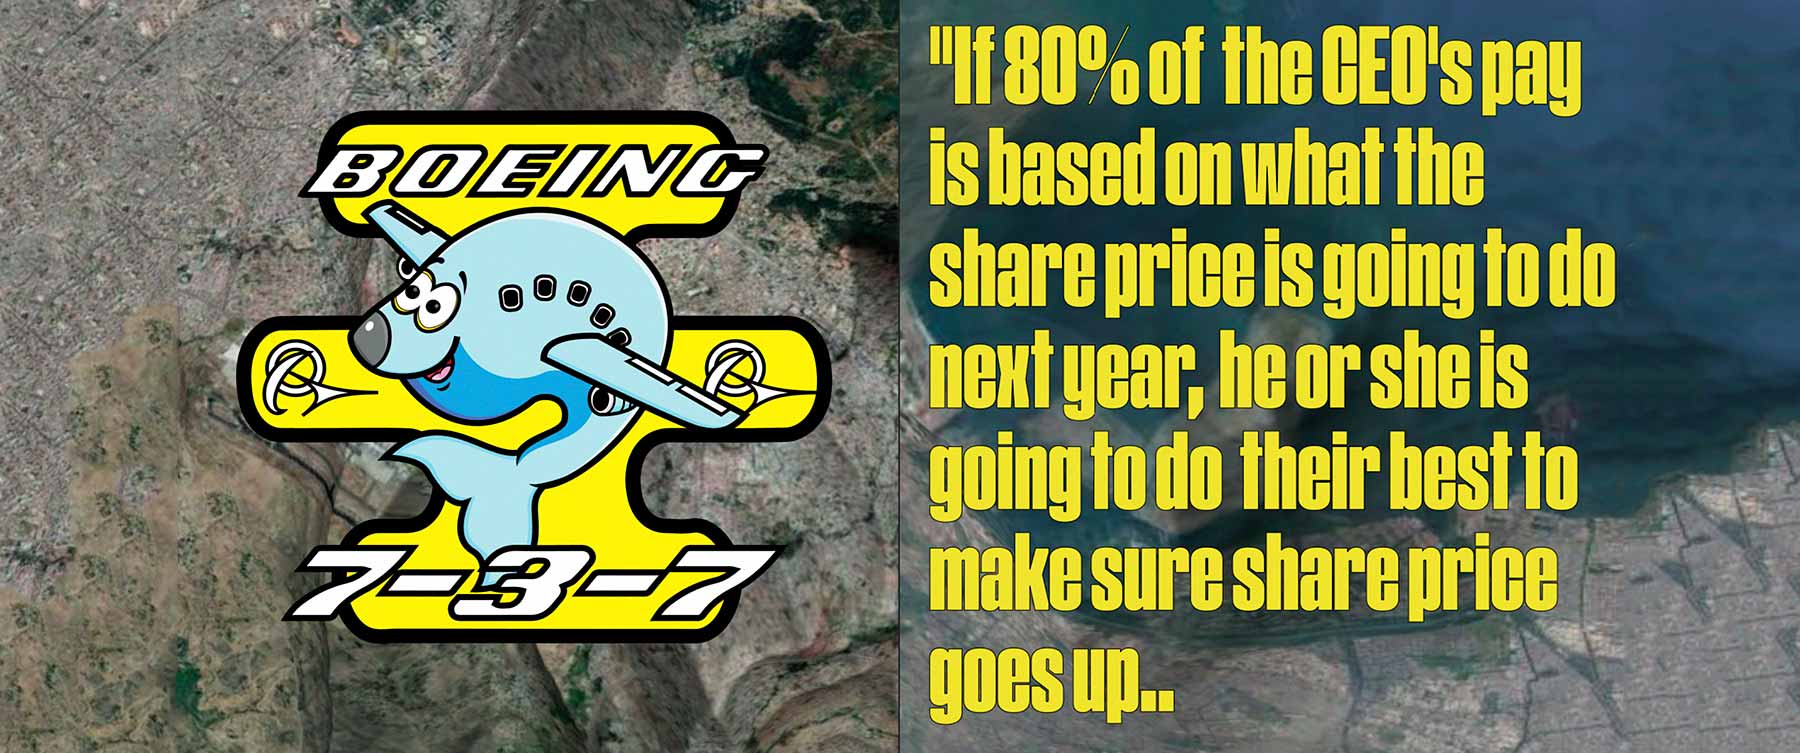 BOEING
7-3-7
"If 80% of the CEO's pay
is based on what the
share price is going to do
next year, he or she is
going to do their best to
make sure share price
goes up..